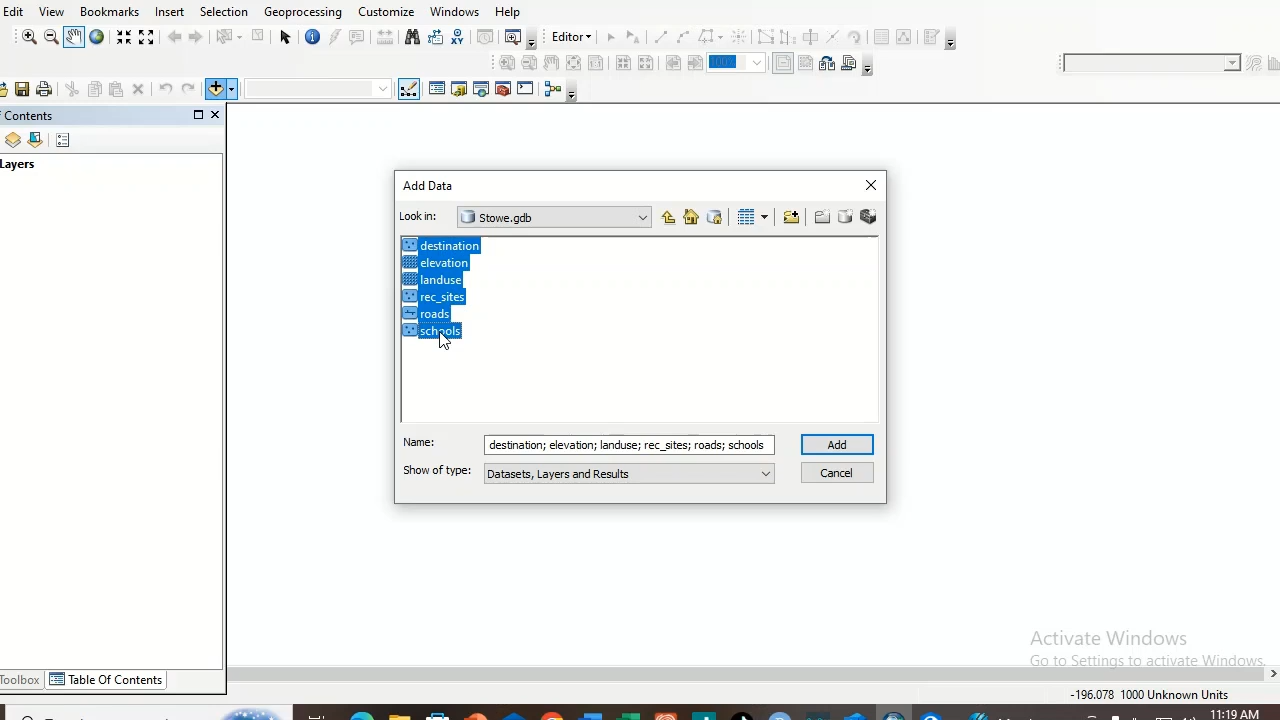 Edit View Bookmarks Insert Selection Geoprocessing Customize Windows Help
Editor
Contents
Layers
Add Data
Look in: Stowe.gdb
destination
elevation
landuse
rec_sites
roads
schools
Name: destination; elevation; landuse; rec_sites; roads; schools Add
Show of type: Datasets, Layers and Results Cancel
Activate Windows
Go to Settings to activate Windows.
Toolbox Table Of Contents
-196.078 1000 Unknown Units
11:19 AM